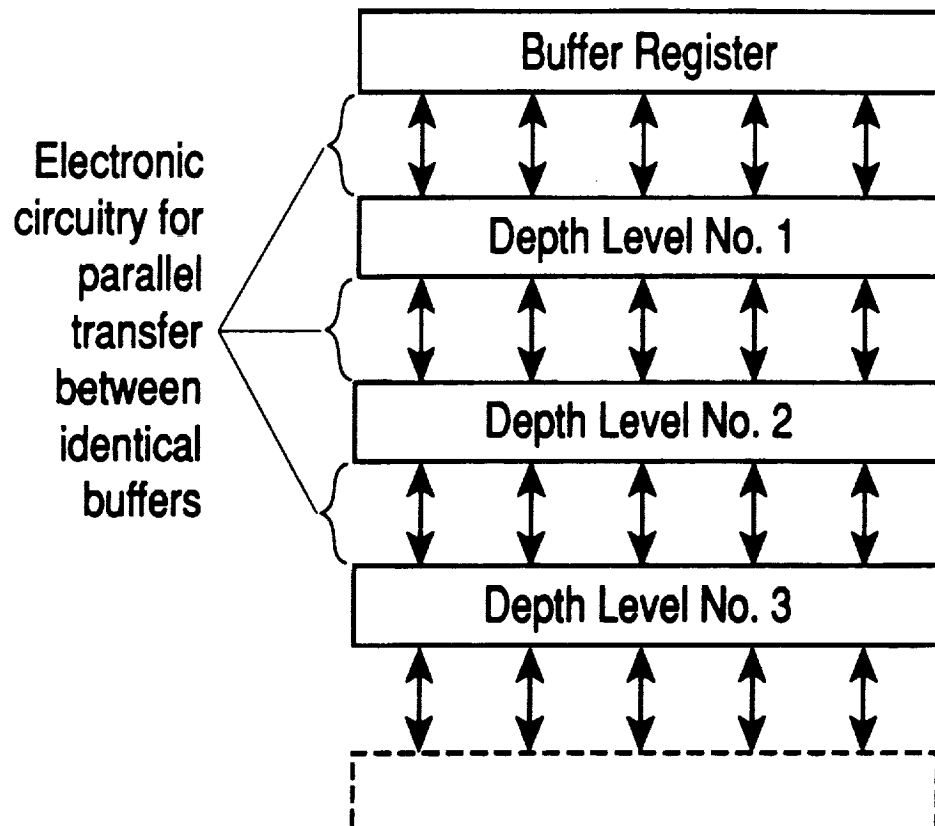 Buffer Register
Electronic
circuitry for
parallel
transfer
between
identical
buffers
Depth Level No. 1
Depth Level No. 2
Depth Level No. 3